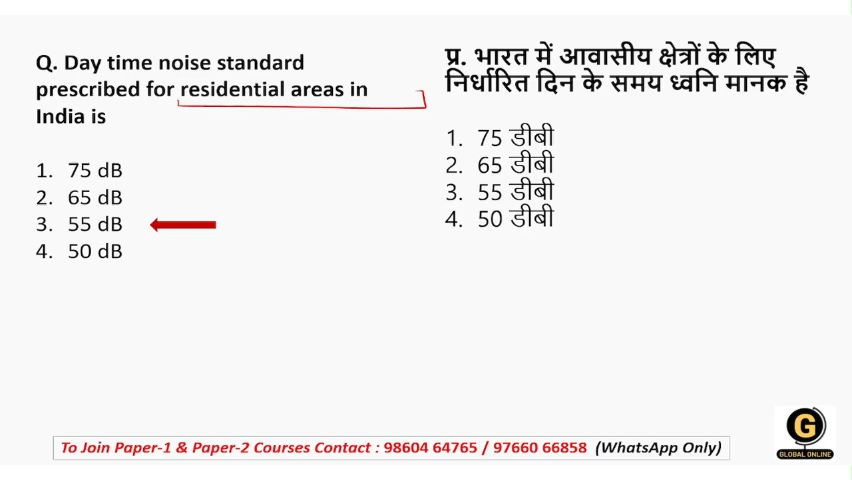 Q. Day time noise standard
prescribed for residential areas in
India is
1. 75 dB
2. 65 dB
3. 55 dB
4. 50 dB
प्र. भारत में आवासीय क्षेत्रों के लिए
निर्धारित दिन के समय ध्वनि मानक है
1. 75 डीबी
2. 65 डीबी
3. 55 डीबी
4. 50 डीबी
To Join Paper-1 & Paper-2 Courses Contact : 98604 64765 / 97660 66858 (WhatsApp Only)
G
GLOBAL ONLINE